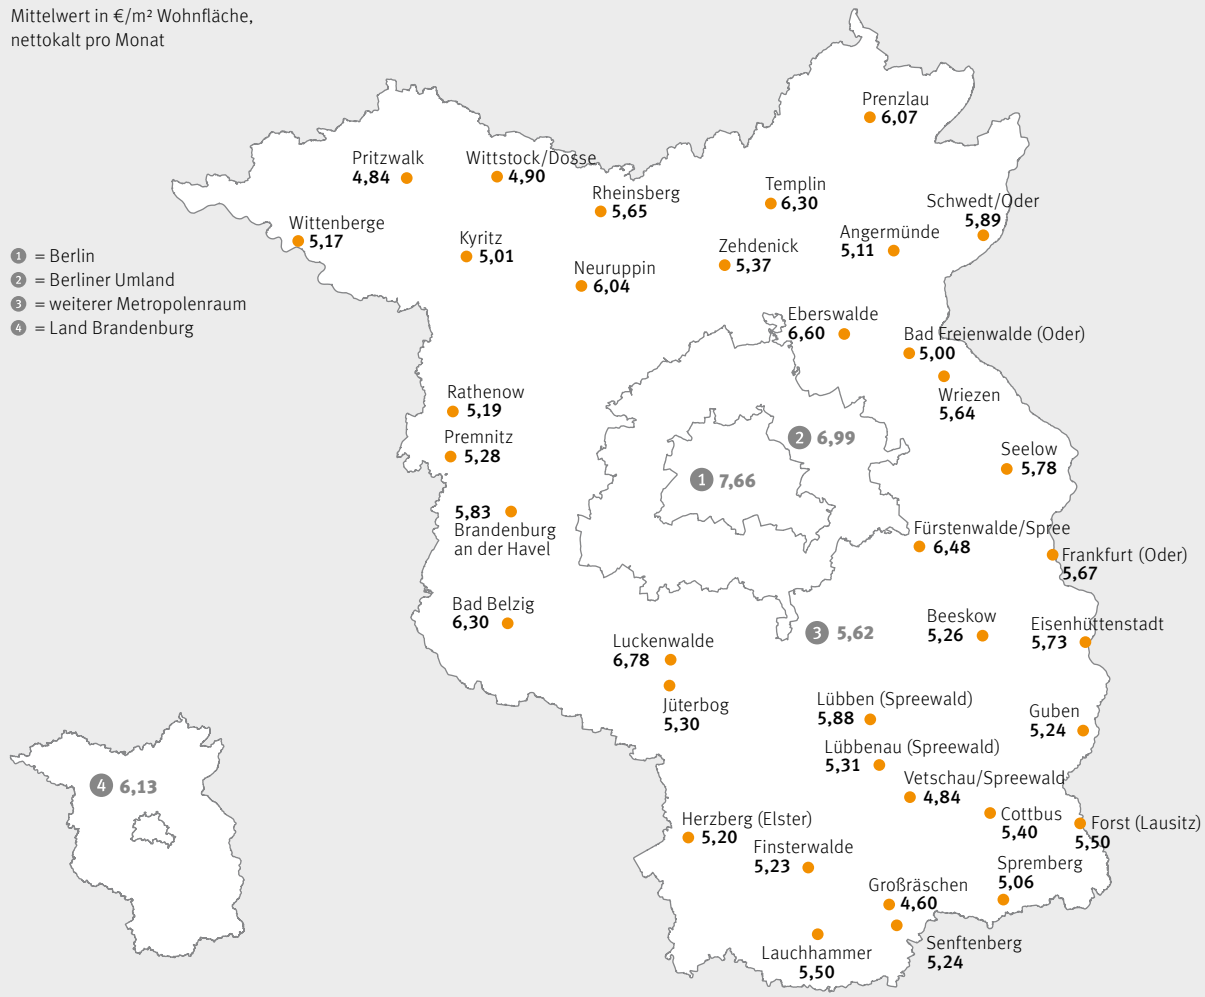 Mittelwert in €/m² Wohnfläche,
nettokalt pro Monat
Prenzlau
6,07
Pritzwalk
4,84
Wittstock/Dosse
4,90
Rheinsberg
5,65
Templin
6,30
Schwedt/Oder
5,89
Wittenberge
5,17
Kyritz
5,01
Neuruppin
6,04
Zehdenick
5,37
Angermünde
5,11
1 = Berlin
2 = Berliner Umland
3 = weiterer Metropolenraum
4 = Land Brandenburg
Eberswalde
6,60
Bad Freienwalde (Oder)
5,00
Wriezen
5,64
Rathenow
5,19
Premnitz
5,28
2 6,99
1 7,66
Seelow
5,78
5,83
Brandenburg
an der Havel
Fürstenwalde/Spree
6,48
Frankfurt (Oder)
5,67
Bad Belzig
6,30
3 5,62
Beeskow
5,26
Eisenhüttenstadt
5,73
Luckenwalde
6,78
Jüterbog
5,30
Lübben (Spreewald)
5,88
Guben
5,24
Lübbenau (Spreewald)
5,31
Vetschau/Spreewald
4,84
4 6,13
Cottbus
5,40
Forst (Lausitz)
5,50
Herzberg (Elster)
5,20
Finsterwalde
5,23
Spremberg
5,06
Großräschen
4,60
Senftenberg
5,24
Lauchhammer
5,50